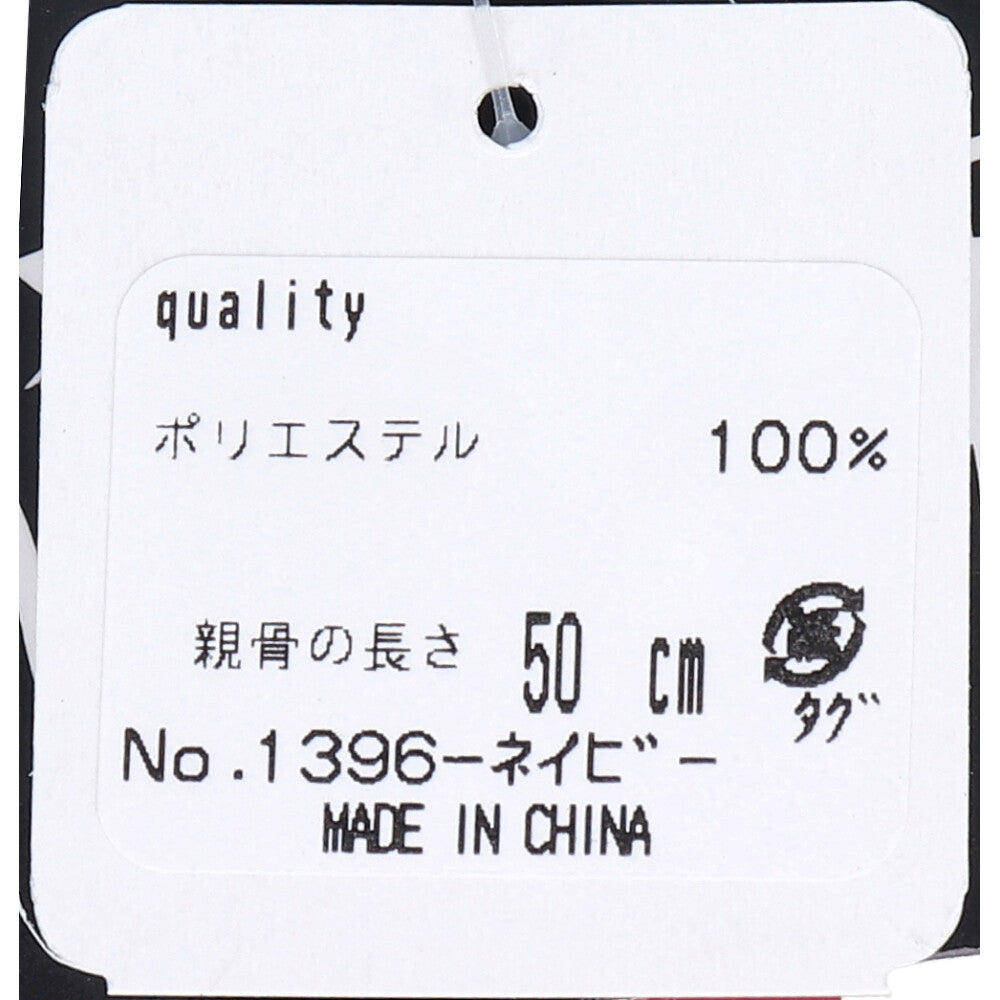 quality
ポリエステル 100%
親骨の長さ 50 cm
タグ
No.1396-ネイビ゛-
MADE IN CHINA